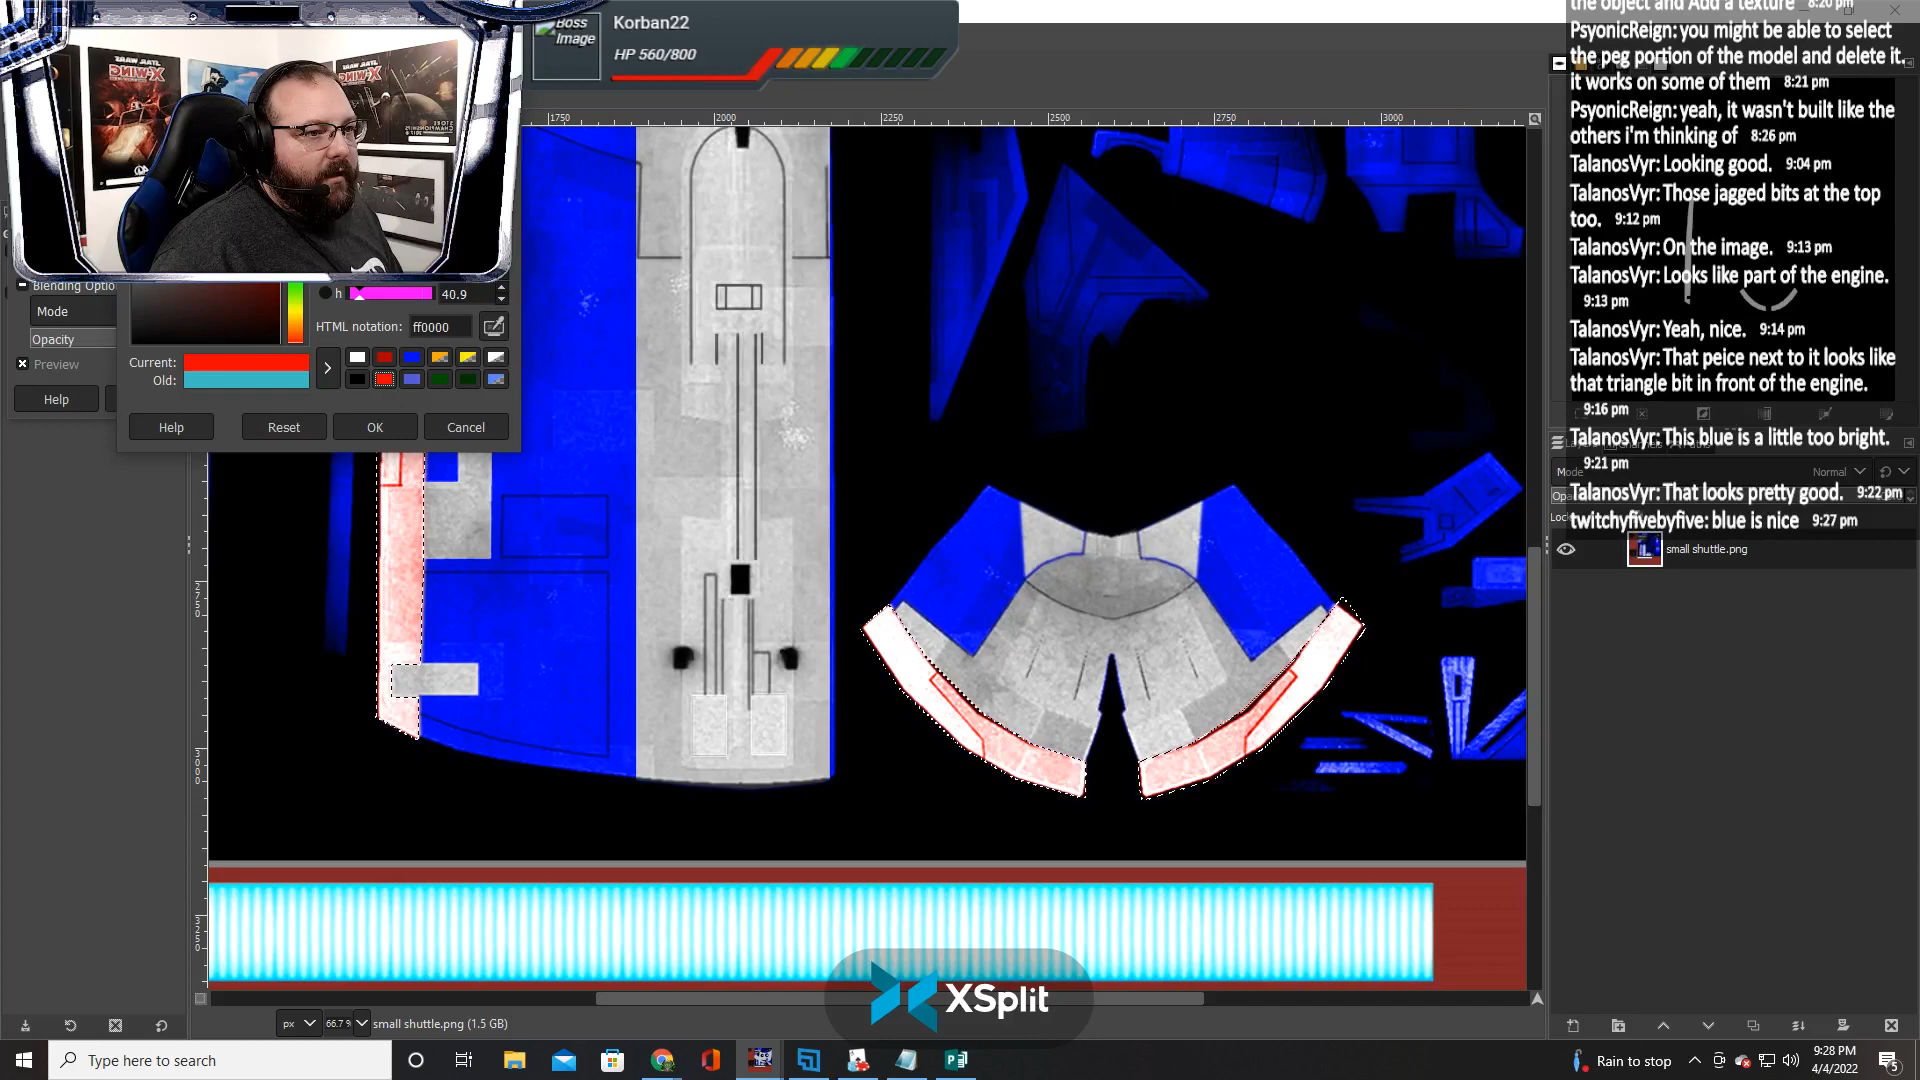 Boss
Image
Korban22
HP 560/800
the object and Add a texture 8:20 pm
PsyonicReign: you might be able to select
the peg portion of the model and delete it.
it works on some of them 8:21 pm
PsyonicReign: yeah, it wasn't built like the
others i'm thinking of 8:26 pm
TalanosVyr: Looking good. 9:04 pm
TalanosVyr: Those jagged bits at the top
too. 9:12 pm
TalanosVyr: On the image. 9:13 pm
TalanosVyr: Looks like part of the engine.
9:13 pm
TalanosVyr: Yeah, nice. 9:14 pm
TalanosVyr: That peice next to it looks like
that triangle bit in front of the engine.
9:16 pm
TalanosVyr: This blue is a little too bright.
9:21 pm
TalanosVyr: That looks pretty good. 9:22 pm
twitchyfivebyfive: blue is nice 9:27 pm
Mode Normal
small shuttle.png
1750 2000 2250 2500 2750 3000
Blending Optio
Mode
Opacity
Preview
Help
h 40.9
HTML notation: ff0000
Current:
Old:
Help Reset OK Cancel
XSplit
px 66.7 % small shuttle.png (1.5 GB)
Type here to search
Rain to stop
9:28 PM
4/4/2022
5